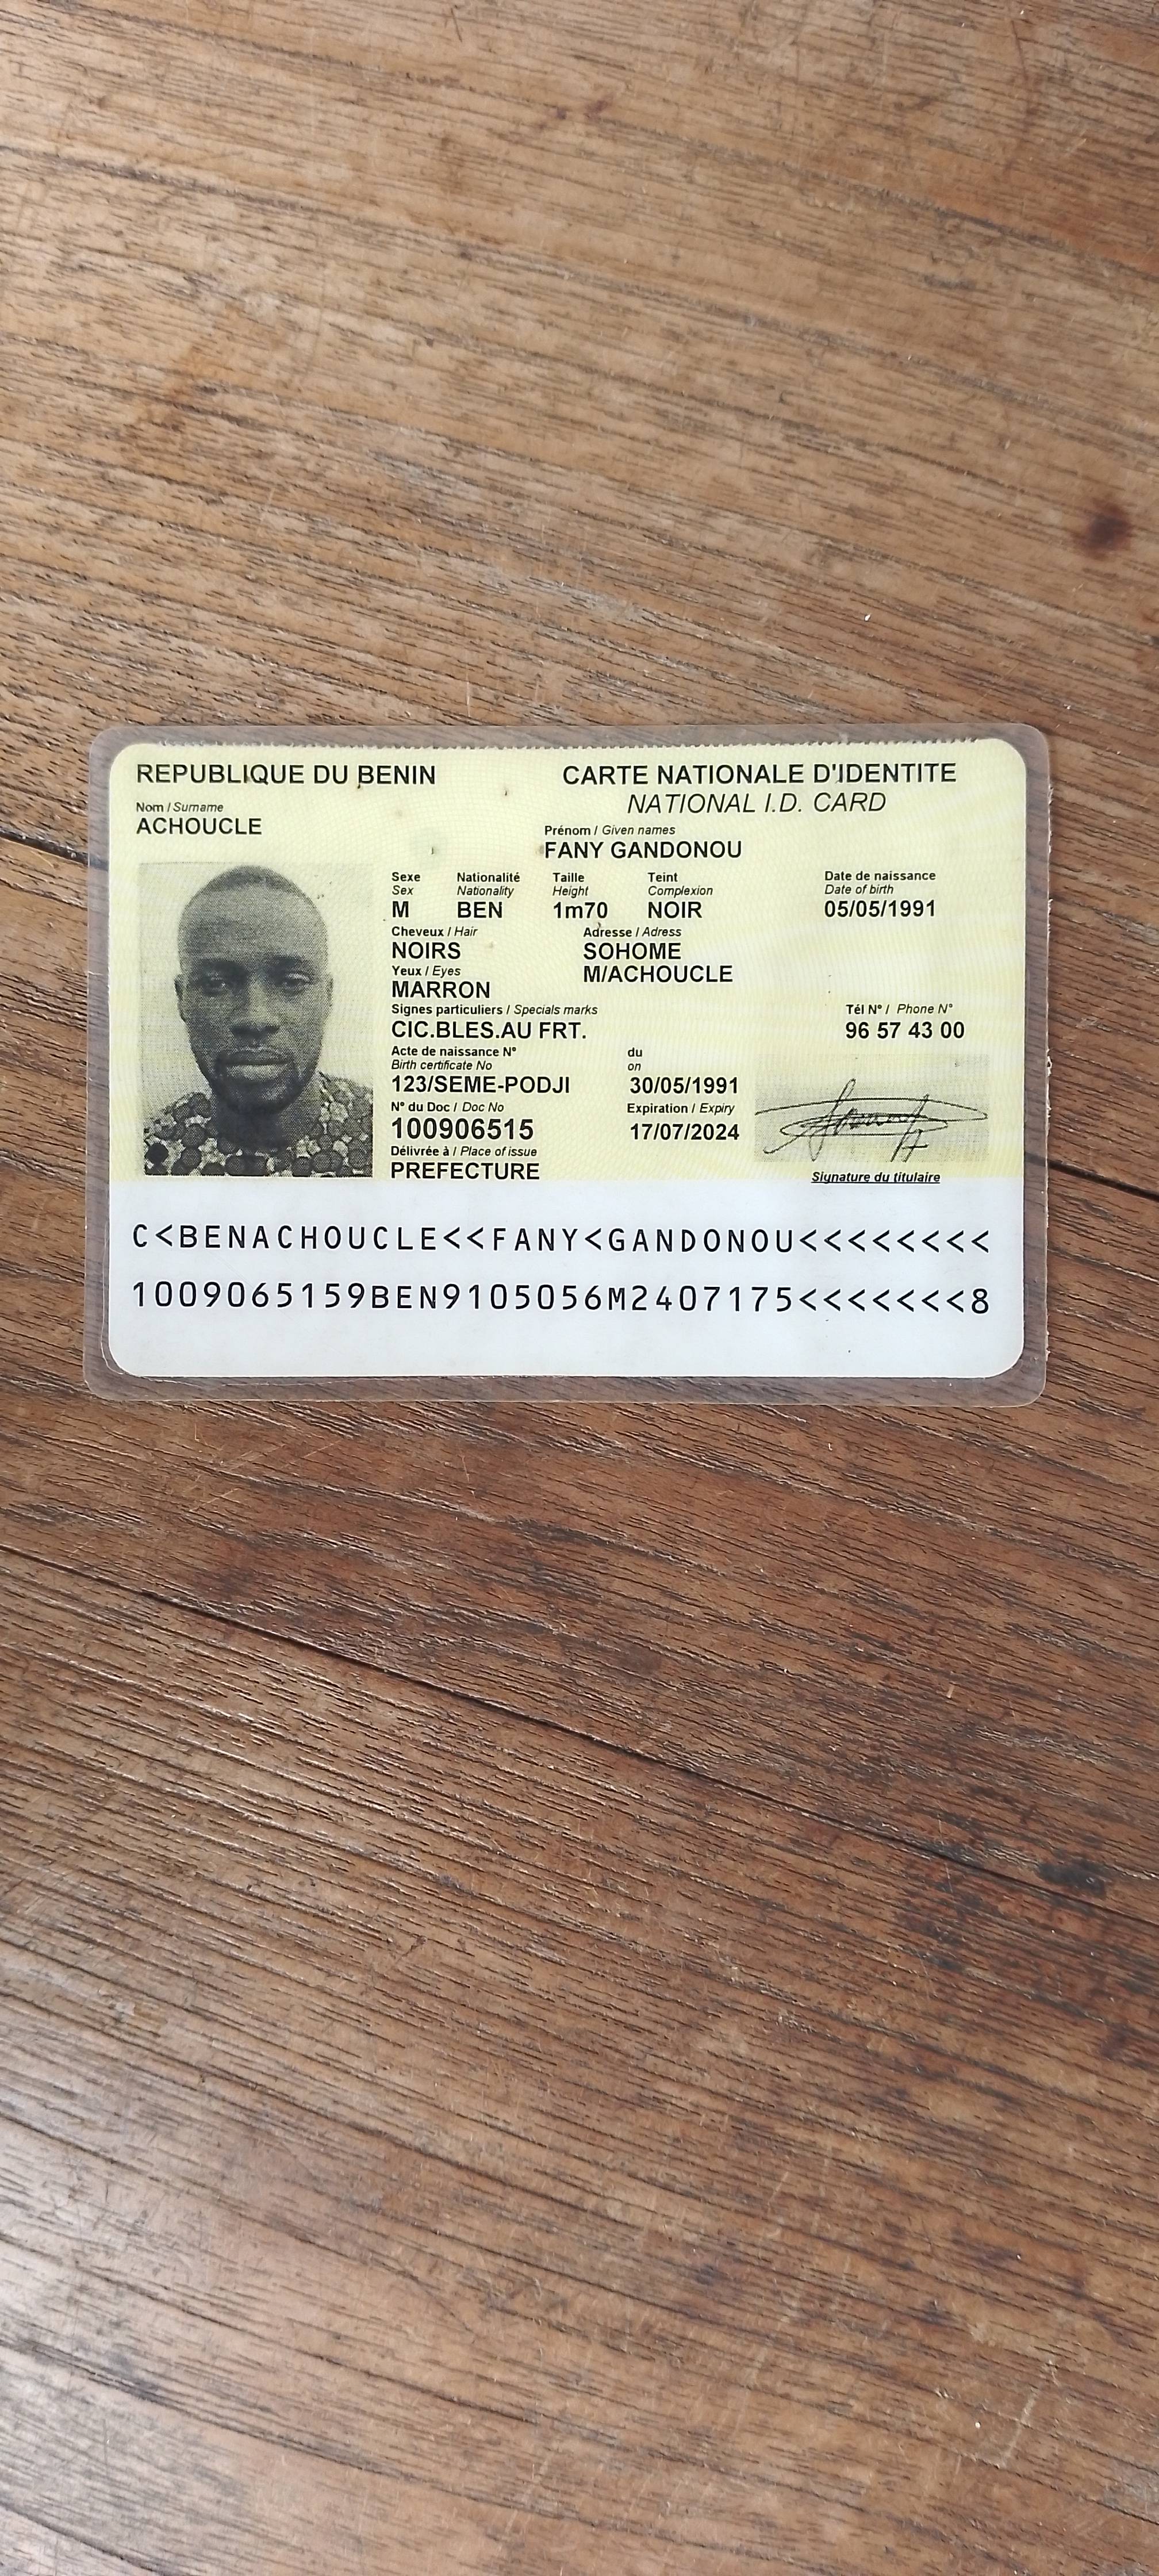 REPUBLIQUE DU BENIN
CARTE NATIONALE D'IDENTITE
NATIONAL I.D. CARD
Nom / Surname
ACHOUCLE
Prénom / Given names
FANY GANDONOU
Sexe Nationalité Taille Teint Date de naissance
Sex Nationality Height Complexion Date of birth
M BEN 1m70 NOIR 05/05/1991
Cheveux / Hair Adresse / Adress
NOIRS SOHOME
Yeux / Eyes M/ACHOUCLE
MARRON
Signes particuliers / Specials marks Tél N° / Phone N°
CIC.BLES.AU FRT. 96 57 43 00
Acte de naissance N° du
Birth certificate No on
123/SEME-PODJI 30/05/1991
N° du Doc / Doc No Expiration / Expiry
100906515 17/07/2024
Délivrée à / Place of issue
PREFECTURE
Signature du titulaire
C<BENACHOUCLE<<FANY<GANDONOU<<<<<<<<
1009065159BEN9105056M2407175<<<<<<<8